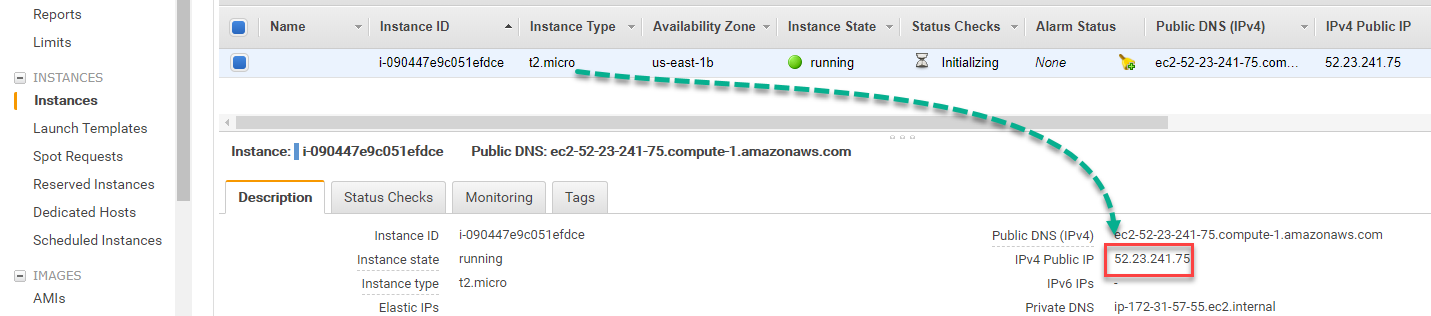 Reports
Limits
INSTANCES
Instances
Launch Templates
Spot Requests
Reserved Instances
Dedicated Hosts
Scheduled Instances
IMAGES
AMIs
Name Instance ID Instance Type Availability Zone Instance State Status Checks Alarm Status Public DNS (IPv4) IPv4 Public IP
i-090447e9c051efdce t2.micro us-east-1b running Initializing None ec2-52-23-241-75.com... 52.23.241.75
Instance: i-090447e9c051efdce Public DNS: ec2-52-23-241-75.compute-1.amazonaws.com
Description Status Checks Monitoring Tags
Instance ID i-090447e9c051efdce Public DNS (IPv4) ec2-52-23-241-75.compute-1.amazonaws.com
Instance state running IPv4 Public IP 52.23.241.75
Instance type t2.micro IPv6 IPs -
Elastic IPs Private DNS ip-172-31-57-55.ec2.internal